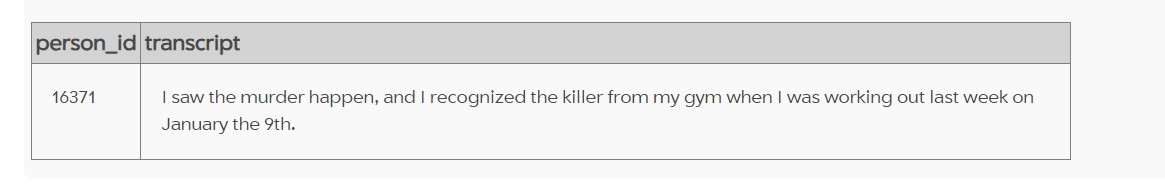 person_id transcript
16371 I saw the murder happen, and I recognized the killer from my gym when I was working out last week on
January the 9th.